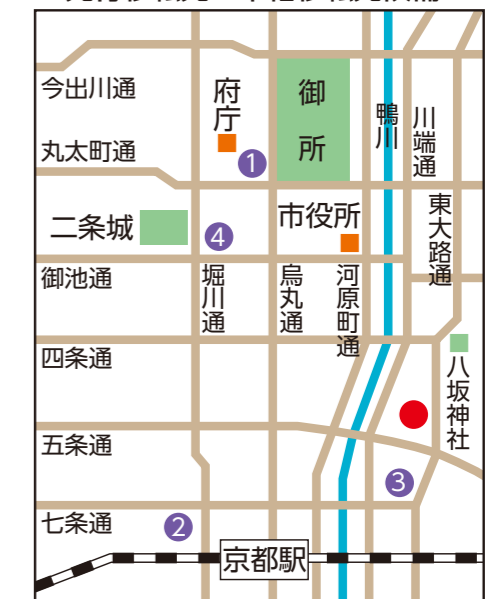 今出川通
府庁
御所
鴨川
川端通
丸太町通
1
二条城
4
市役所
東大路通
御池通
堀川通
烏丸通
河原町通
四条通
八坂神社
五条通
3
七条通
2
京都駅